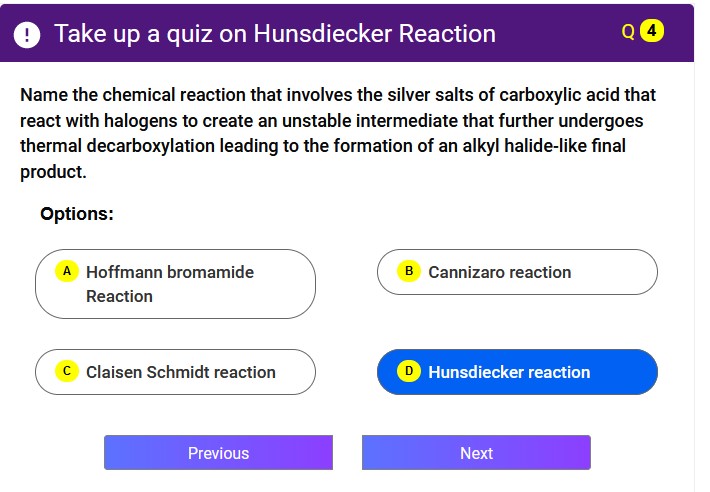 ! Take up a quiz on Hunsdiecker Reaction Q 4
Name the chemical reaction that involves the silver salts of carboxylic acid that
react with halogens to create an unstable intermediate that further undergoes
thermal decarboxylation leading to the formation of an alkyl halide-like final
product.
Options:
A Hoffmann bromamide
Reaction
B Cannizaro reaction
C Claisen Schmidt reaction
D Hunsdiecker reaction
Previous
Next